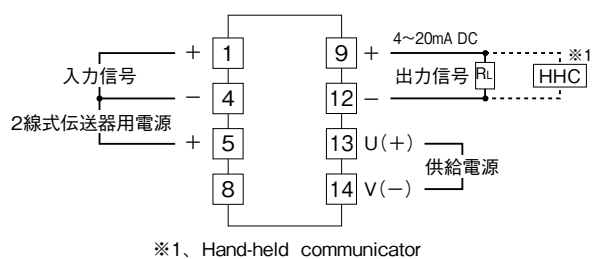 4～20mA DC
＋ 1 9 ＋ ※1
入力信号 出力信号 RL HHC
－ 4 12 －
2線式伝送器用電源
＋ 5 13 U(＋)
供給電源
8 14 V(－)
※1、Hand-held communicator